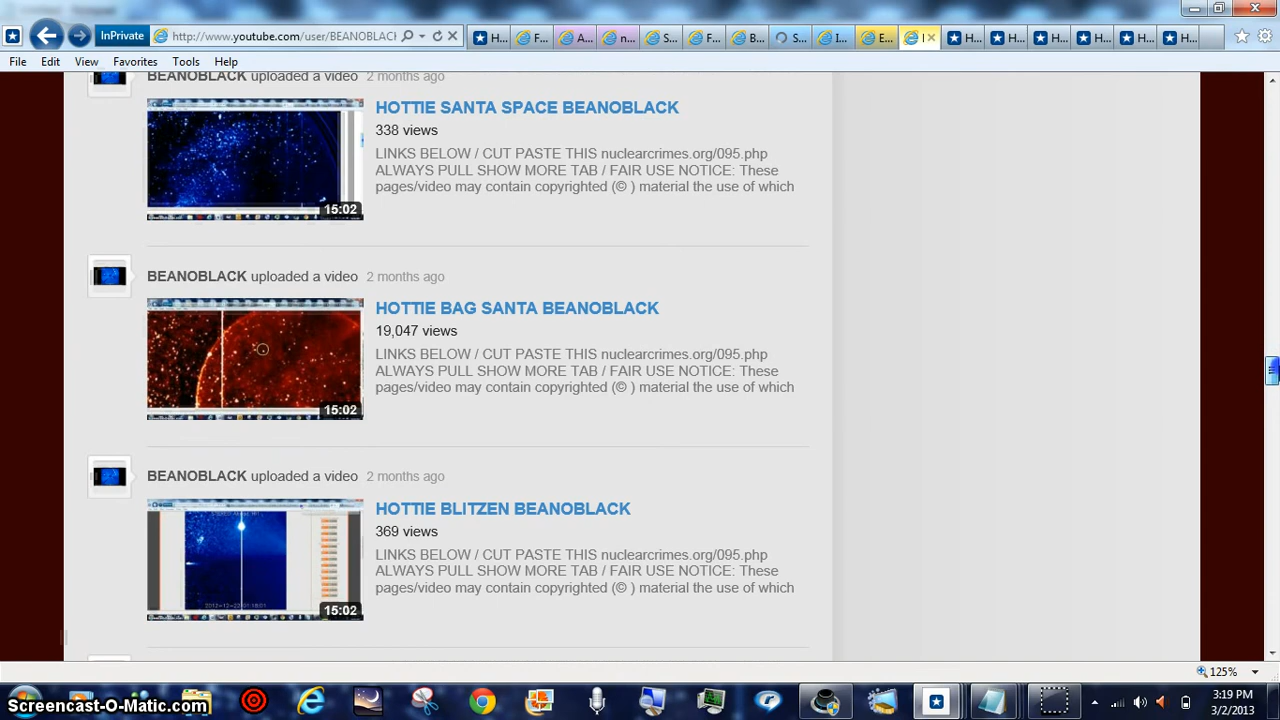 InPrivate
http://www.youtube.com/user/BEANOBLACK
H... F... A... n... S... F... B... S... I... E... I H... H... H... H... H... H...
File Edit View Favorites Tools Help
BEANOBLACK uploaded a video 2 months ago
HOTTIE SANTA SPACE BEANOBLACK
338 views
LINKS BELOW / CUT PASTE THIS nuclearcrimes.org/095.php
ALWAYS PULL SHOW MORE TAB / FAIR USE NOTICE: These
pages/video may contain copyrighted (© ) material the use of which
15:02
BEANOBLACK uploaded a video 2 months ago
HOTTIE BAG SANTA BEANOBLACK
19,047 views
LINKS BELOW / CUT PASTE THIS nuclearcrimes.org/095.php
ALWAYS PULL SHOW MORE TAB / FAIR USE NOTICE: These
pages/video may contain copyrighted (© ) material the use of which
15:02
BEANOBLACK uploaded a video 2 months ago
HOTTIE BLITZEN BEANOBLACK
369 views
LINKS BELOW / CUT PASTE THIS nuclearcrimes.org/095.php
ALWAYS PULL SHOW MORE TAB / FAIR USE NOTICE: These
pages/video may contain copyrighted (© ) material the use of which
15:02
125%
3:19 PM
3/2/2013
Screencast-O-Matic.com